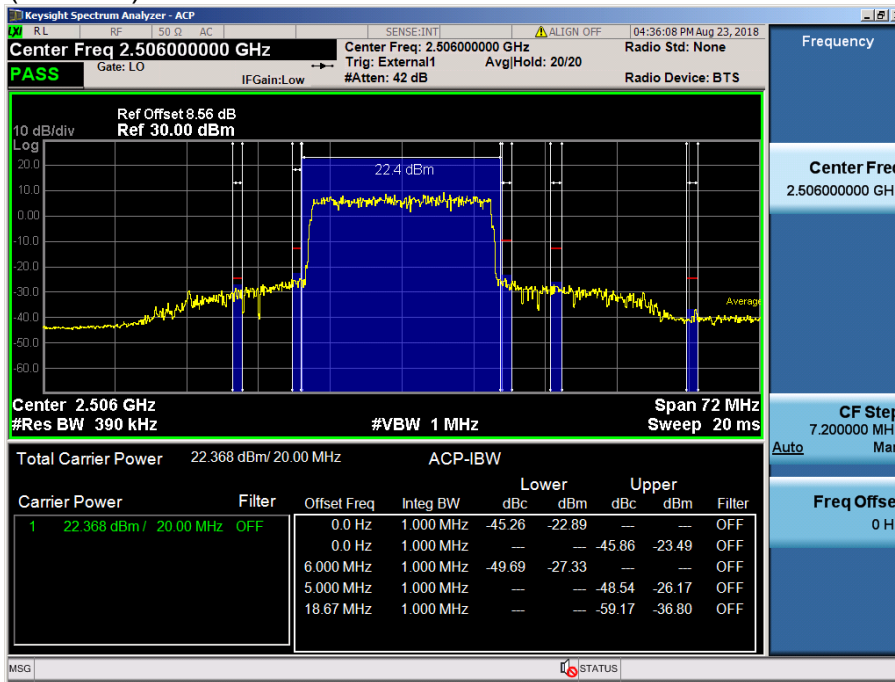 Keysight Spectrum Analyzer - ACP
LXI RL RF 50 Ω AC SENSE:INT ALIGN OFF 04:36:08 PM Aug 23, 2018
Center Freq 2.506000000 GHz
Center Freq: 2.506000000 GHz
Radio Std: None
Gate: LO
Trig: External1 Avg|Hold: 20/20
PASS
IFGain:Low
#Atten: 42 dB
Radio Device: BTS
Frequency
Ref Offset 8.56 dB
10 dB/div Ref 30.00 dBm
Log
20.0
22.4 dBm
10.0
0.00
-10.0
-20.0
-30.0
Average
-40.0
-50.0
-60.0
Center 2.506 GHz
Span 72 MHz
#Res BW 390 kHz
#VBW 1 MHz
Sweep 20 ms
Center Freq
2.506000000 GH
CF Step
7.200000 MH
Auto Man
Freq Offse
0 H
Total Carrier Power 22.368 dBm/ 20.00 MHz ACP-IBW
Lower Upper
Carrier Power Filter Offset Freq Integ BW dBc dBm dBc dBm Filter
1 22.368 dBm / 20.00 MHz OFF
0.0 Hz 1.000 MHz -45.26 -22.89 --- --- OFF
0.0 Hz 1.000 MHz --- --- -45.86 -23.49 OFF
6.000 MHz 1.000 MHz -49.69 -27.33 --- --- OFF
5.000 MHz 1.000 MHz --- --- -48.54 -26.17 OFF
18.67 MHz 1.000 MHz --- --- -59.17 -36.80 OFF
MSG STATUS